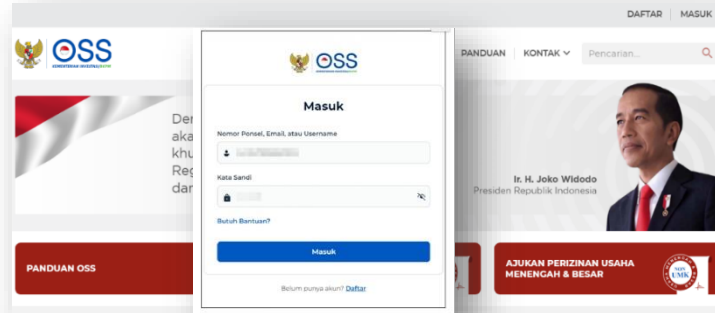 DAFTAR
MASUK
OSS
PANDUAN
KONTAK
Pencarian...
OSS
Masuk
Nomor Ponsel, Email, atau Username
Kata Sandi
Butuh Bantuan?
Masuk
Belum punya akun? Daftar
Der
aka
khu
Reg
dar
Ir. H. Joko Widodo
Presiden Republik Indonesia
PANDUAN OSS
AJUKAN PERIZINAN USAHA
MENENGAH & BESAR
NON
UMK